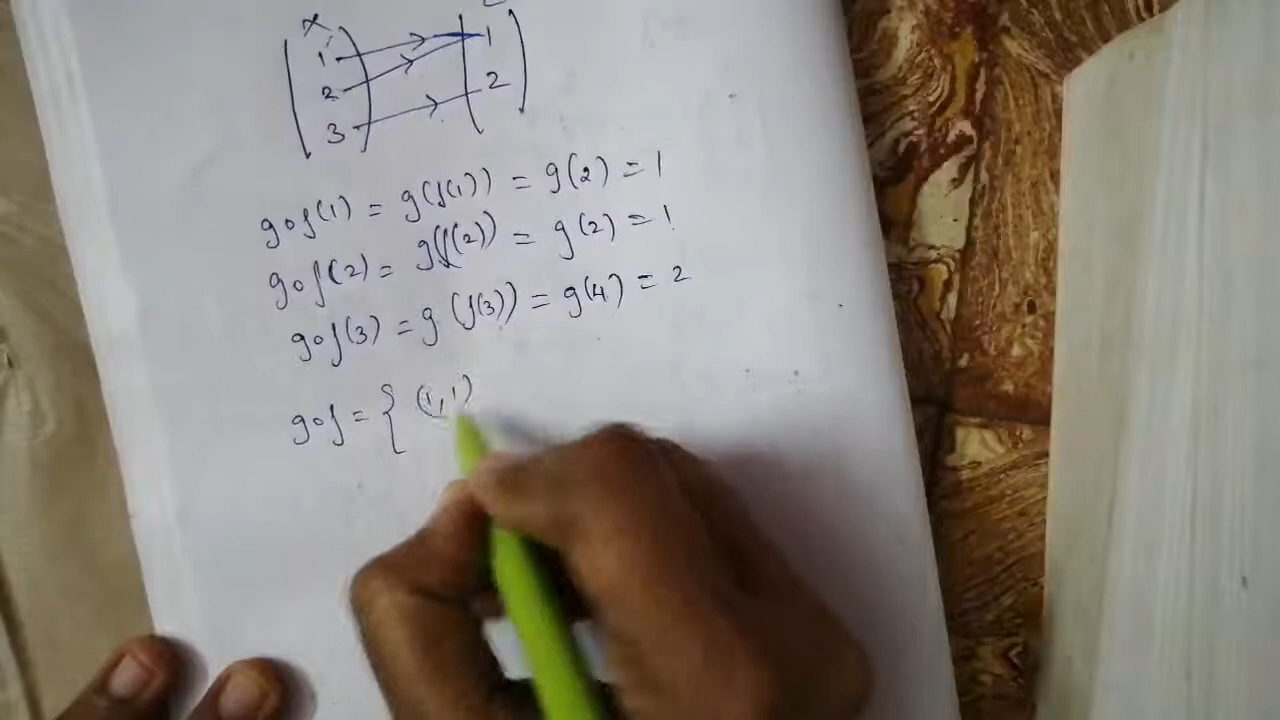 x
1 1
2 2
3
gof(1) = g(f(1)) = g(2) = 1
gof(2) = g(f(2)) = g(2) = 1
gof(3) = g(f(3)) = g(4) = 2
gof = { (1,1)